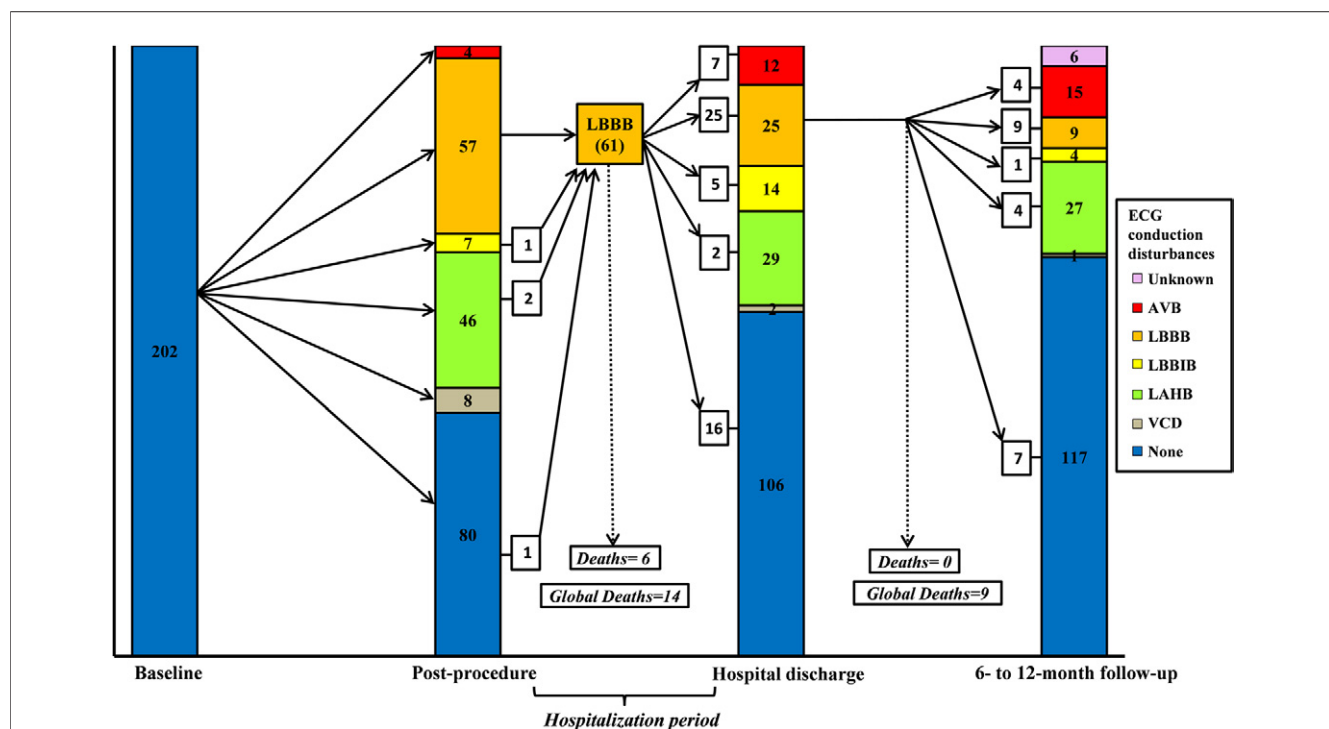 202
4
57
7
46
8
80
1
2
1
LBBB
(61)
Deaths= 6
Global Deaths=14
7
25
5
2
16
12
25
14
29
2
106
Deaths= 0
Global Deaths=9
4
9
1
4
7
6
15
9
4
27
1
117
ECG
conduction
disturbances
Unknown
AVB
LBBB
LBBIB
LAHB
VCD
None
Baseline
Post-procedure
Hospital discharge
6- to 12-month follow-up
Hospitalization period